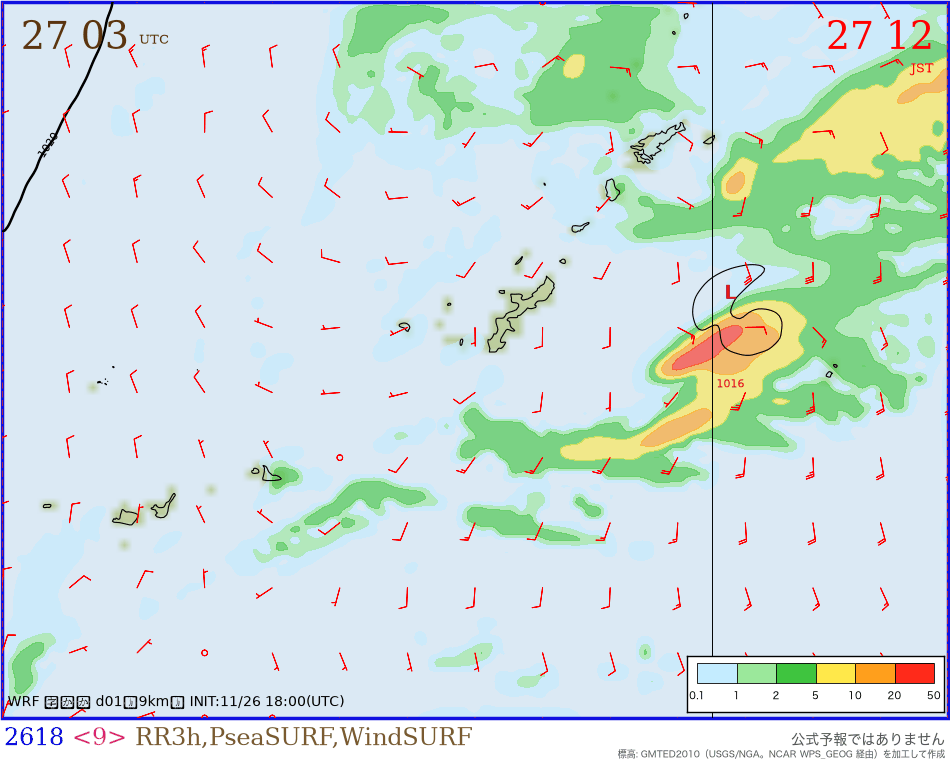 27 03 UTC
27 12
JST
1020
L
1016
WRF d01 9km INIT:11/26 18:00(UTC)
0.1 1 2 5 10 20 50
2618 <9> RR3h,PseaSURF,WindSURF
公式予報ではありません
標高: GMTED2010（USGS/NGA。NCAR WPS_GEOG 経由）を加工して作成